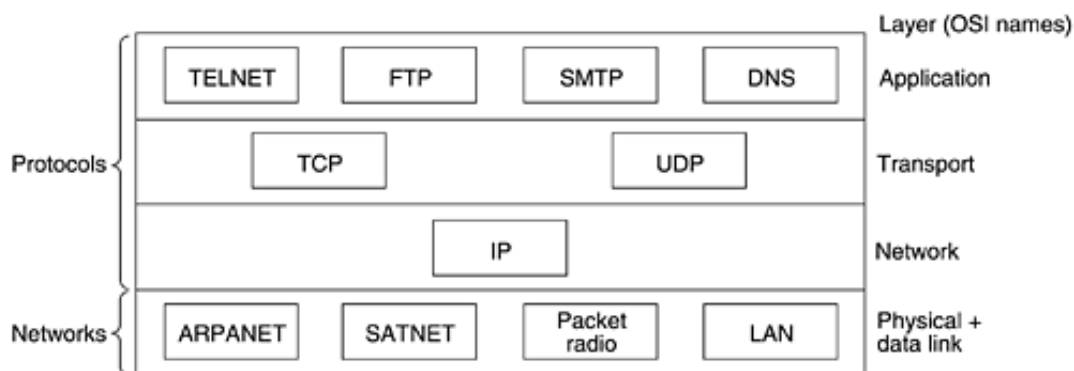 Layer (OSI names)
TELNET FTP SMTP DNS Application
Protocols TCP UDP Transport
IP Network
Networks ARPANET SATNET Packet radio LAN Physical + data link